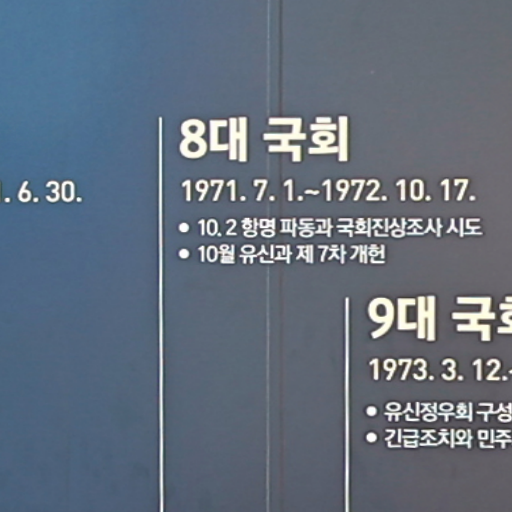 6. 30.
8대 국회
1971. 7. 1.~1972. 10. 17.
• 10. 2 항명 파동과 국회진상조사 시도
• 10월 유신과 제 7차 개헌
9대 국회
1973. 3. 12.
• 유신정우회 구성
• 긴급조치와 민주